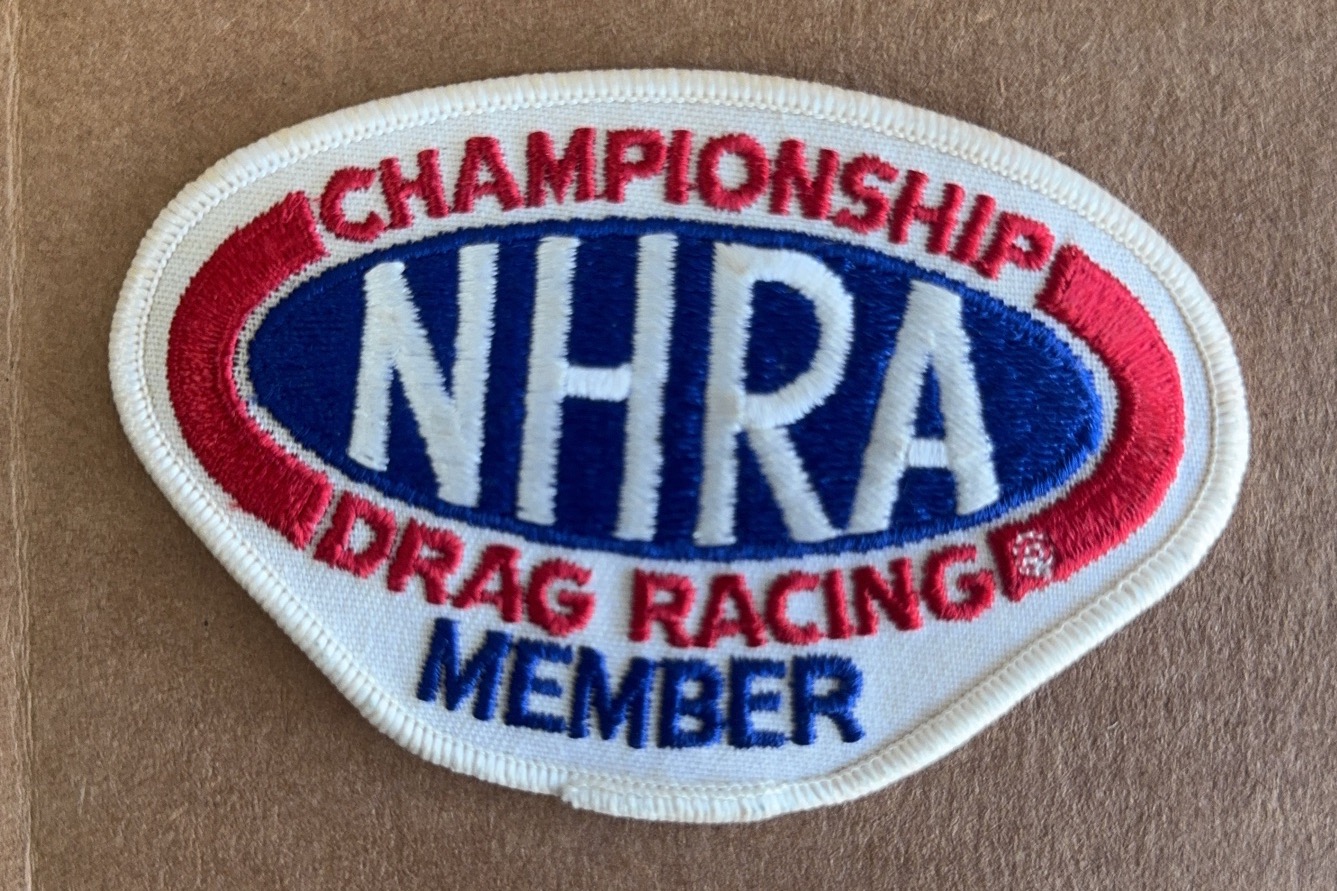 CHAMPIONSHIP
NHRA
DRAG RACING
MEMBER